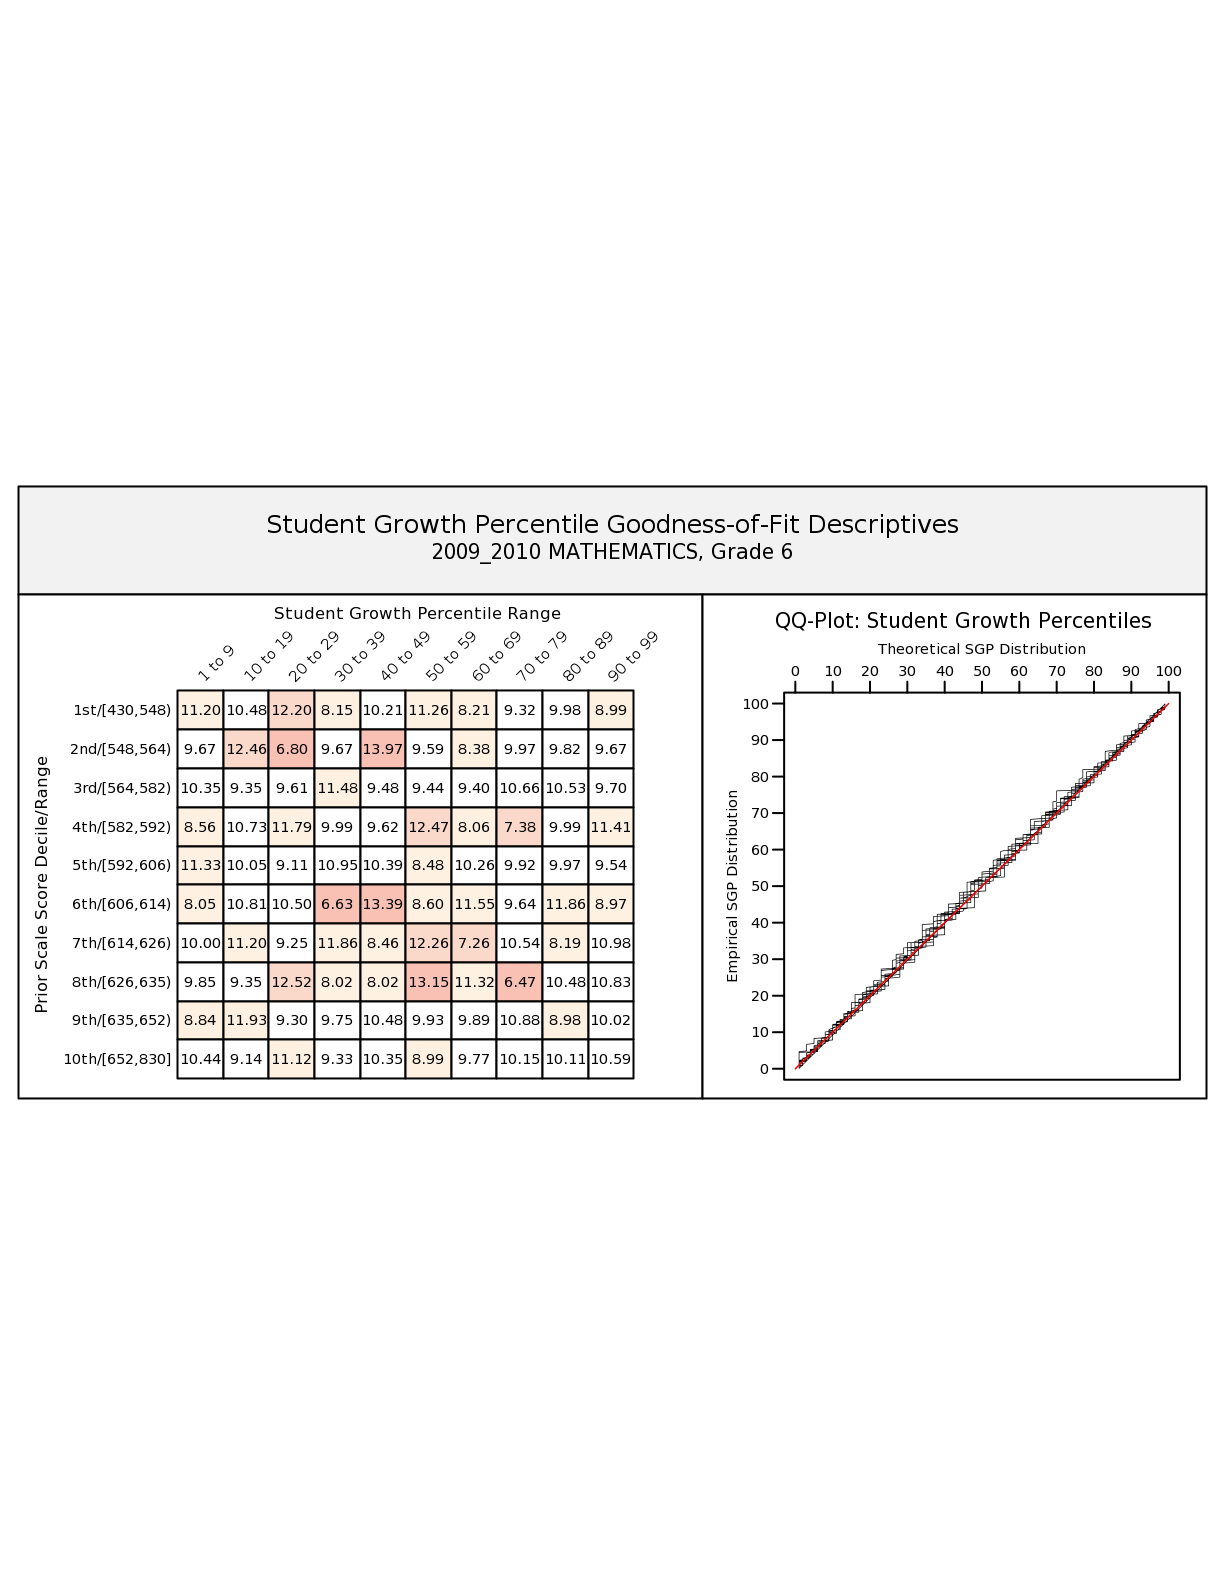 Student Growth Percentile Goodness-of-Fit Descriptives
2009_2010 MATHEMATICS, Grade 6
Student Growth Percentile Range
1 to 9 10 to 19 20 to 29 30 to 39 40 to 49 50 to 59 60 to 69 70 to 79 80 to 89 90 to 99
Prior Scale Score Decile/Range
1st/[430,548) 11.20 10.48 12.20 8.15 10.21 11.26 8.21 9.32 9.98 8.99
2nd/[548,564) 9.67 12.46 6.80 9.67 13.97 9.59 8.38 9.97 9.82 9.67
3rd/[564,582) 10.35 9.35 9.61 11.48 9.48 9.44 9.40 10.66 10.53 9.70
4th/[582,592) 8.56 10.73 11.79 9.99 9.62 12.47 8.06 7.38 9.99 11.41
5th/[592,606) 11.33 10.05 9.11 10.95 10.39 8.48 10.26 9.92 9.97 9.54
6th/[606,614) 8.05 10.81 10.50 6.63 13.39 8.60 11.55 9.64 11.86 8.97
7th/[614,626) 10.00 11.20 9.25 11.86 8.46 12.26 7.26 10.54 8.19 10.98
8th/[626,635) 9.85 9.35 12.52 8.02 8.02 13.15 11.32 6.47 10.48 10.83
9th/[635,652) 8.84 11.93 9.30 9.75 10.48 9.93 9.89 10.88 8.98 10.02
10th/[652,830] 10.44 9.14 11.12 9.33 10.35 8.99 9.77 10.15 10.11 10.59
QQ-Plot: Student Growth Percentiles
Theoretical SGP Distribution
0 10 20 30 40 50 60 70 80 90 100
Empirical SGP Distribution
100
90
80
70
60
50
40
30
20
10
0